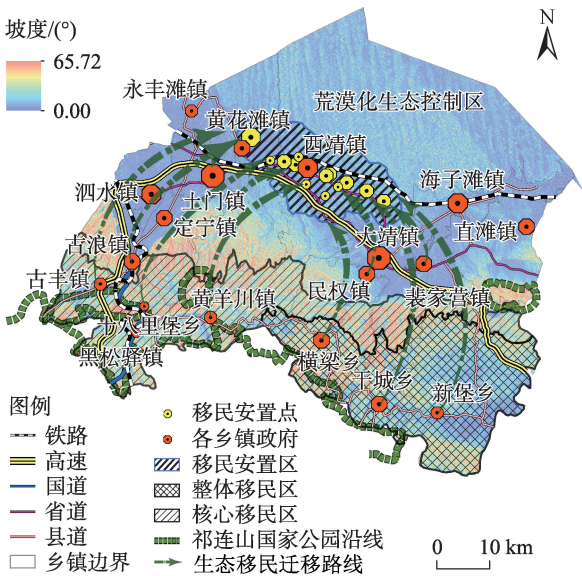 坡度/(°)
65.72
0.00
N
永丰滩镇
荒漠化生态控制区
黄花滩镇
西靖镇
海子滩镇
泗水镇
土门镇
定宁镇
直滩镇
大靖镇
古浪镇
古丰镇
民权镇
裴家营镇
黄羊川镇
十八里堡乡
黑松驿镇
横梁乡
干城乡
新堡乡
图例
铁路
高速
国道
省道
县道
乡镇边界
移民安置点
各乡镇政府
移民安置区
整体移民区
核心移民区
祁连山国家公园沿线
生态移民迁移路线
0 10 km